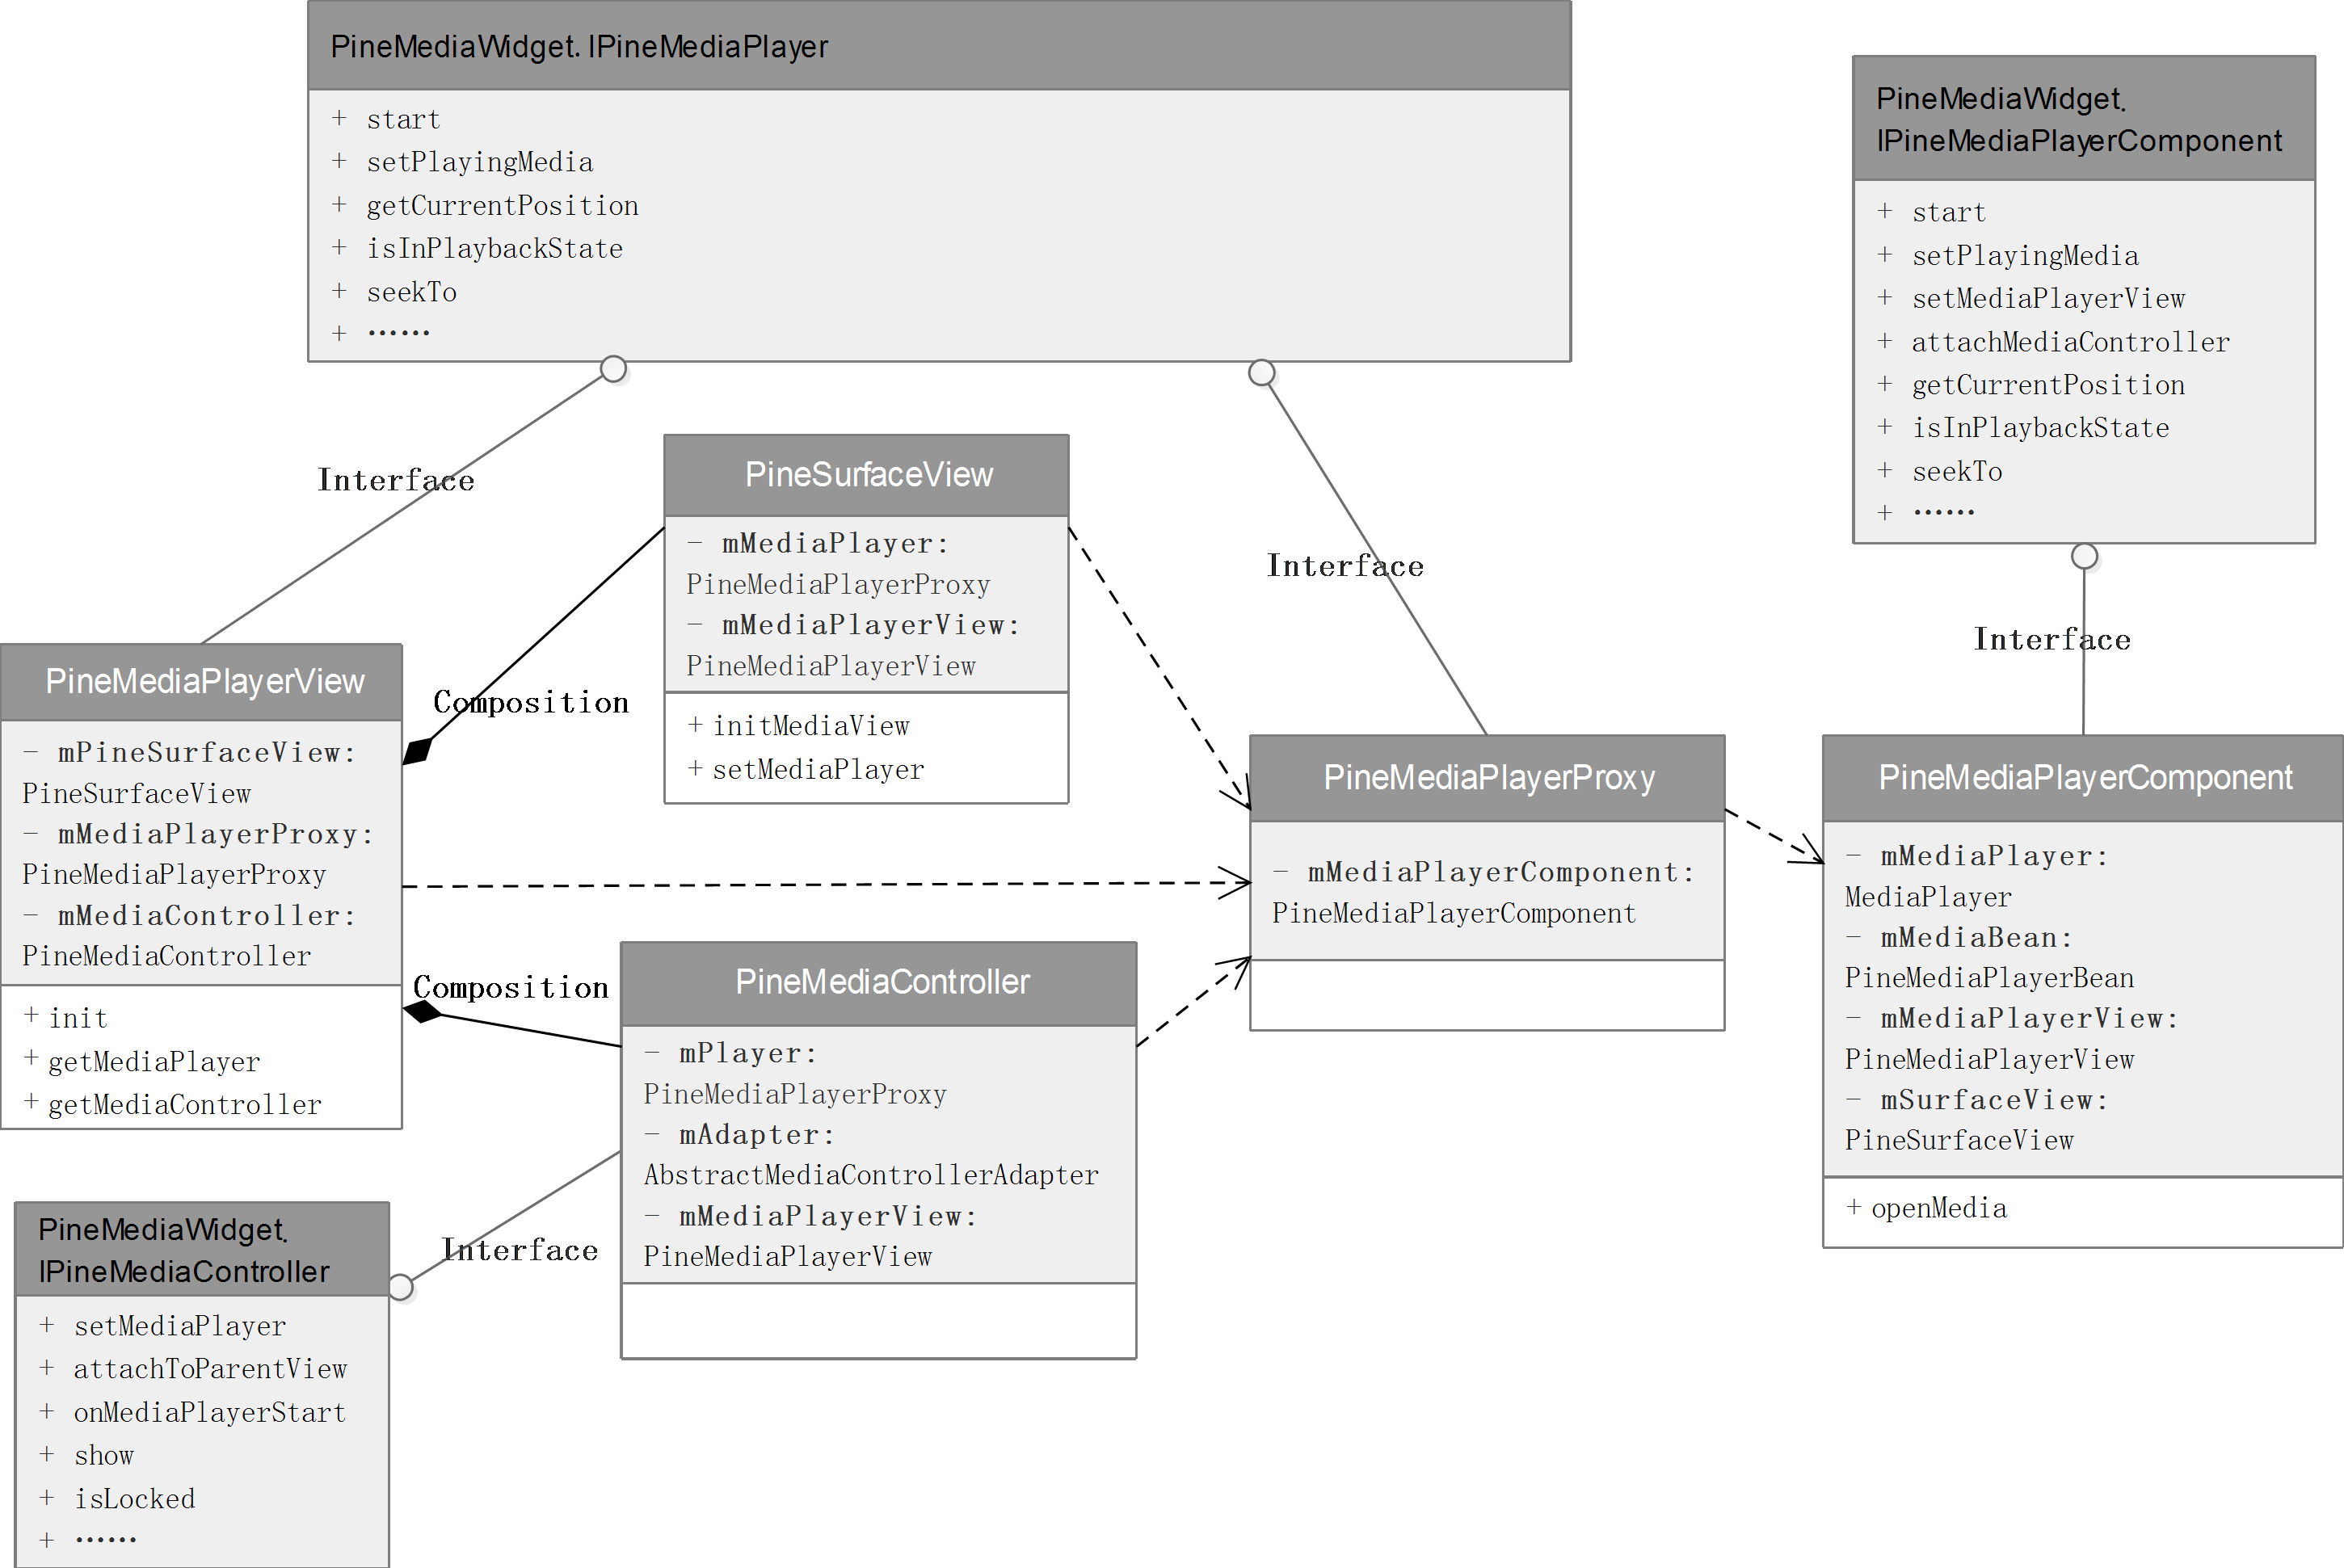 PineMediaWidget.IPineMediaPlayer
+ start
+ setPlayingMedia
+ getCurrentPosition
+ isInPlaybackState
+ seekTo
+ ······
PineMediaWidget.
IPineMediaPlayerComponent
+ start
+ setPlayingMedia
+ setMediaPlayerView
+ attachMediaController
+ getCurrentPosition
+ isInPlaybackState
+ seekTo
+ ······
Interface
Interface
Interface
PineSurfaceView
- mMediaPlayer:
PineMediaPlayerProxy
- mMediaPlayerView:
PineMediaPlayerView
+ initMediaView
+ setMediaPlayer
PineMediaPlayerView
- mPineSurfaceView:
PineSurfaceView
- mMediaPlayerProxy:
PineMediaPlayerProxy
- mMediaController:
PineMediaController
+ init
+ getMediaPlayer
+ getMediaController
Composition
Composition
PineMediaPlayerProxy
- mMediaPlayerComponent:
PineMediaPlayerComponent
PineMediaPlayerComponent
- mMediaPlayer:
MediaPlayer
- mMediaBean:
PineMediaPlayerBean
- mMediaPlayerView:
PineMediaPlayerView
- mSurfaceView:
PineSurfaceView
+ openMedia
PineMediaController
- mPlayer:
PineMediaPlayerProxy
- mAdapter:
AbstractMediaControllerAdapter
- mMediaPlayerView:
PineMediaPlayerView
Interface
PineMediaWidget.
IPineMediaController
+ setMediaPlayer
+ attachToParentView
+ onMediaPlayerStart
+ show
+ isLocked
+ ······